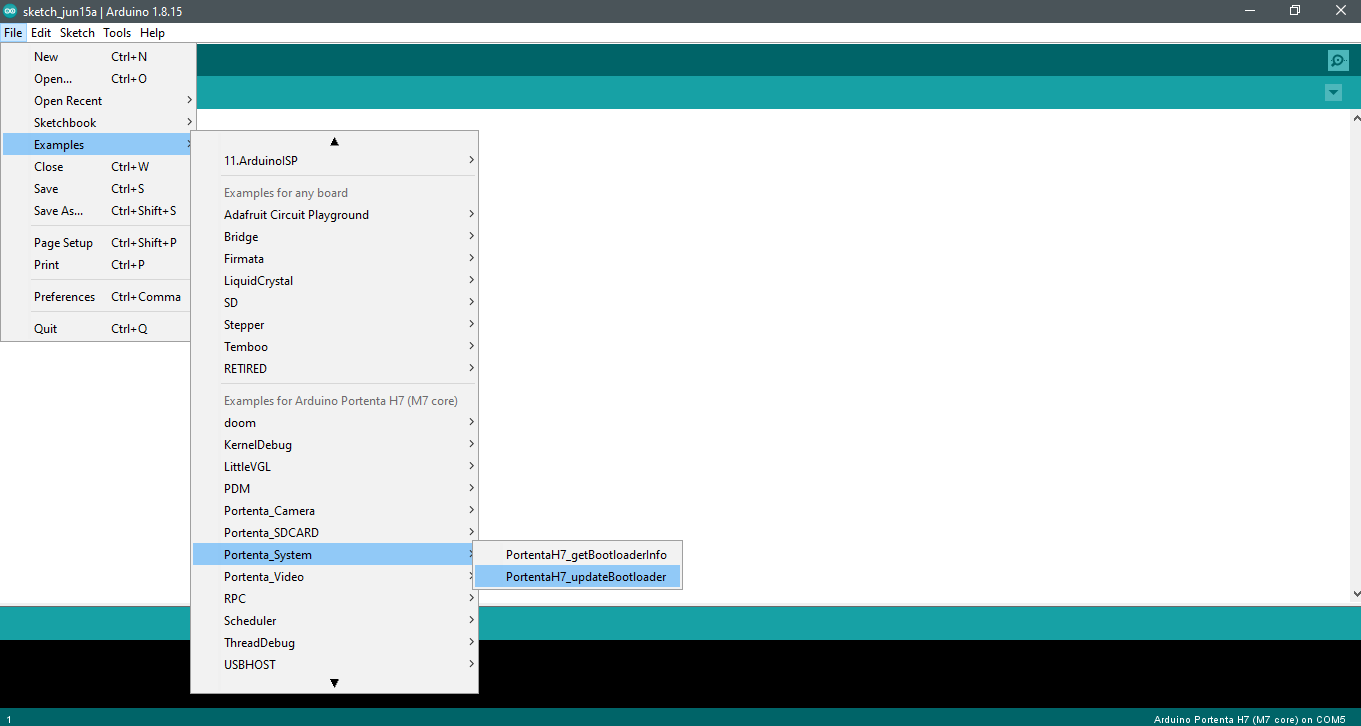 sketch_jun15a | Arduino 1.8.15
File Edit Sketch Tools Help
New Ctrl+N
Open... Ctrl+O
Open Recent
Sketchbook
Examples
Close Ctrl+W
Save Ctrl+S
Save As... Ctrl+Shift+S
Page Setup Ctrl+Shift+P
Print Ctrl+P
Preferences Ctrl+Comma
Quit Ctrl+Q
11.ArduinoISP
Examples for any board
Adafruit Circuit Playground
Bridge
Firmata
LiquidCrystal
SD
Stepper
Temboo
RETIRED
Examples for Arduino Portenta H7 (M7 core)
doom
KernelDebug
LittleVGL
PDM
Portenta_Camera
Portenta_SDCARD
Portenta_System
Portenta_Video
RPC
Scheduler
ThreadDebug
USBHOST
PortentaH7_getBootloaderInfo
PortentaH7_updateBootloader
1
Arduino Portenta H7 (M7 core) on COM5